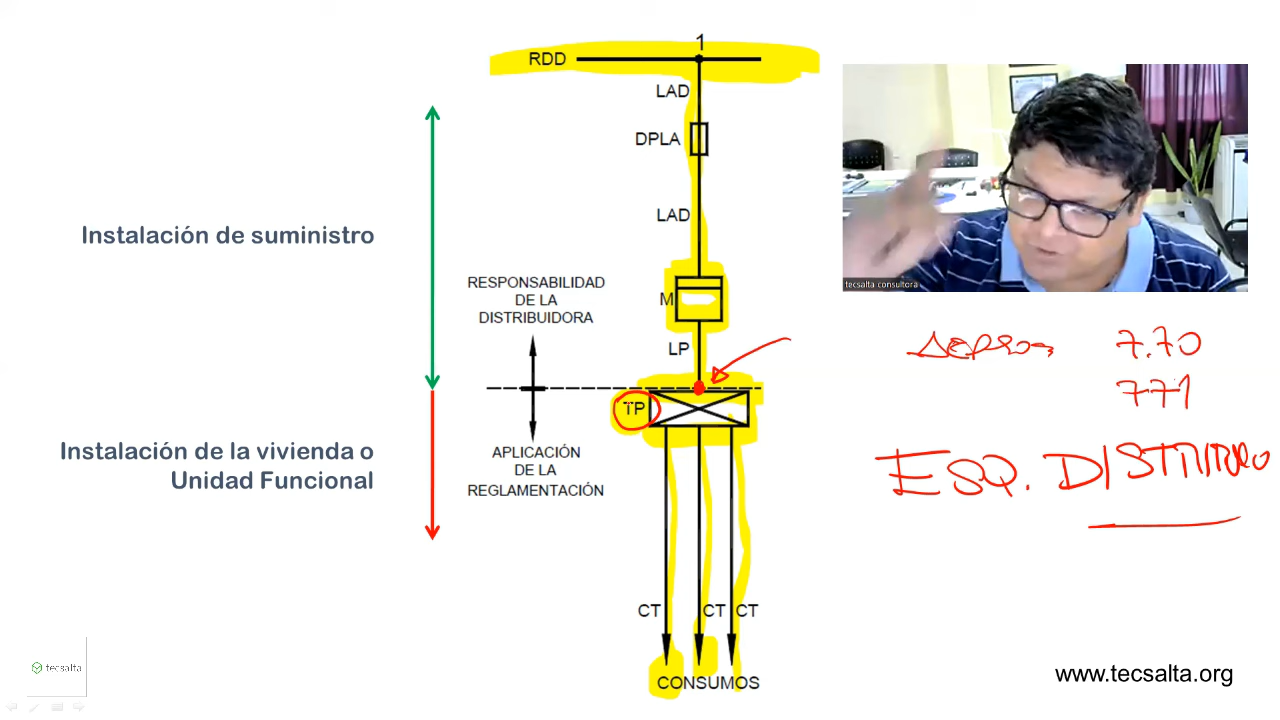 1
RDD
LAD
DPLA
LAD
Instalación de suministro
RESPONSABILIDAD
DE LA
DISTRIBUIDORA
M
LP
TP
Instalación de la vivienda o
Unidad Funcional
APLICACIÓN
DE LA
REGLAMENTACIÓN
CT CT CT
CONSUMOS
tecsalta consultora
7.70
771
ESQ.
tecsalta
www.tecsalta.org